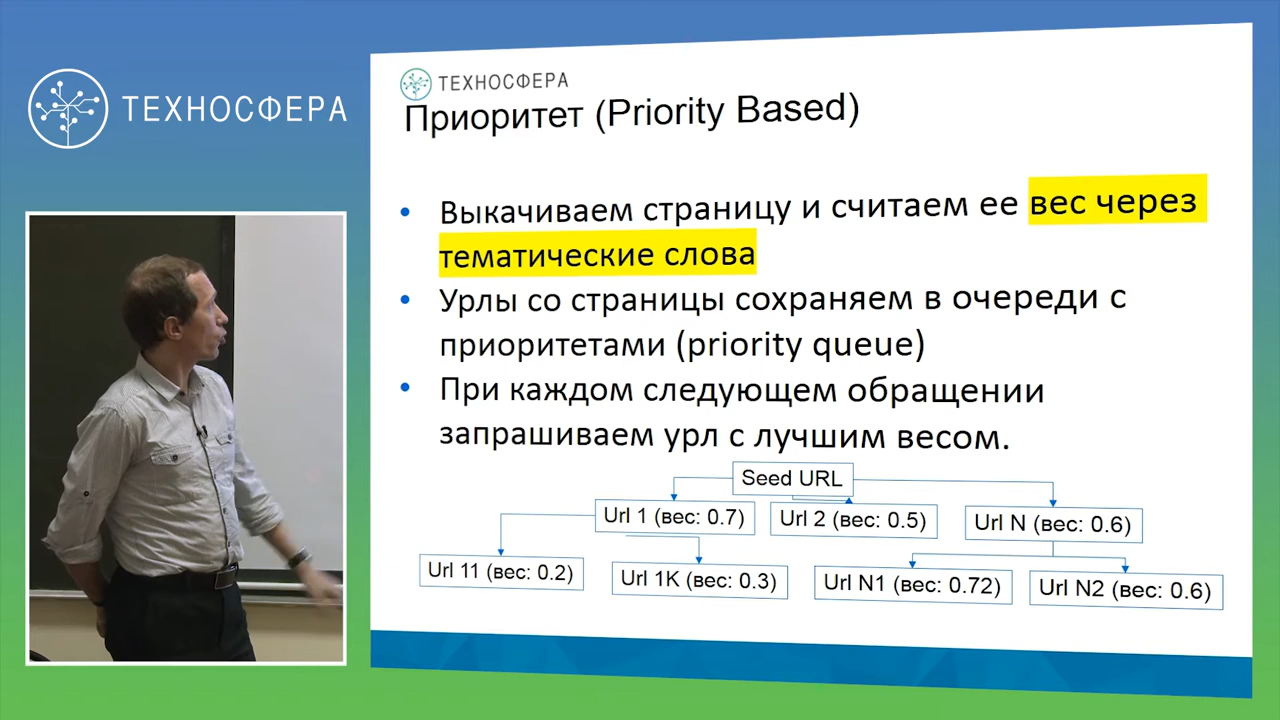 ТЕХНОСФЕРА
ТЕХНОСФЕРА
Приоритет (Priority Based)
• Выкачиваем страницу и считаем ее вес через
тематические слова
• Урлы со страницы сохраняем в очереди с
приоритетами (priority queue)
• При каждом следующем обращении
запрашиваем урл с лучшим весом.
Seed URL
Url 1 (вес: 0.7)
Url 2 (вес: 0.5)
Url N (вес: 0.6)
Url 11 (вес: 0.2)
Url 1K (вес: 0.3)
Url N1 (вес: 0.72)
Url N2 (вес: 0.6)